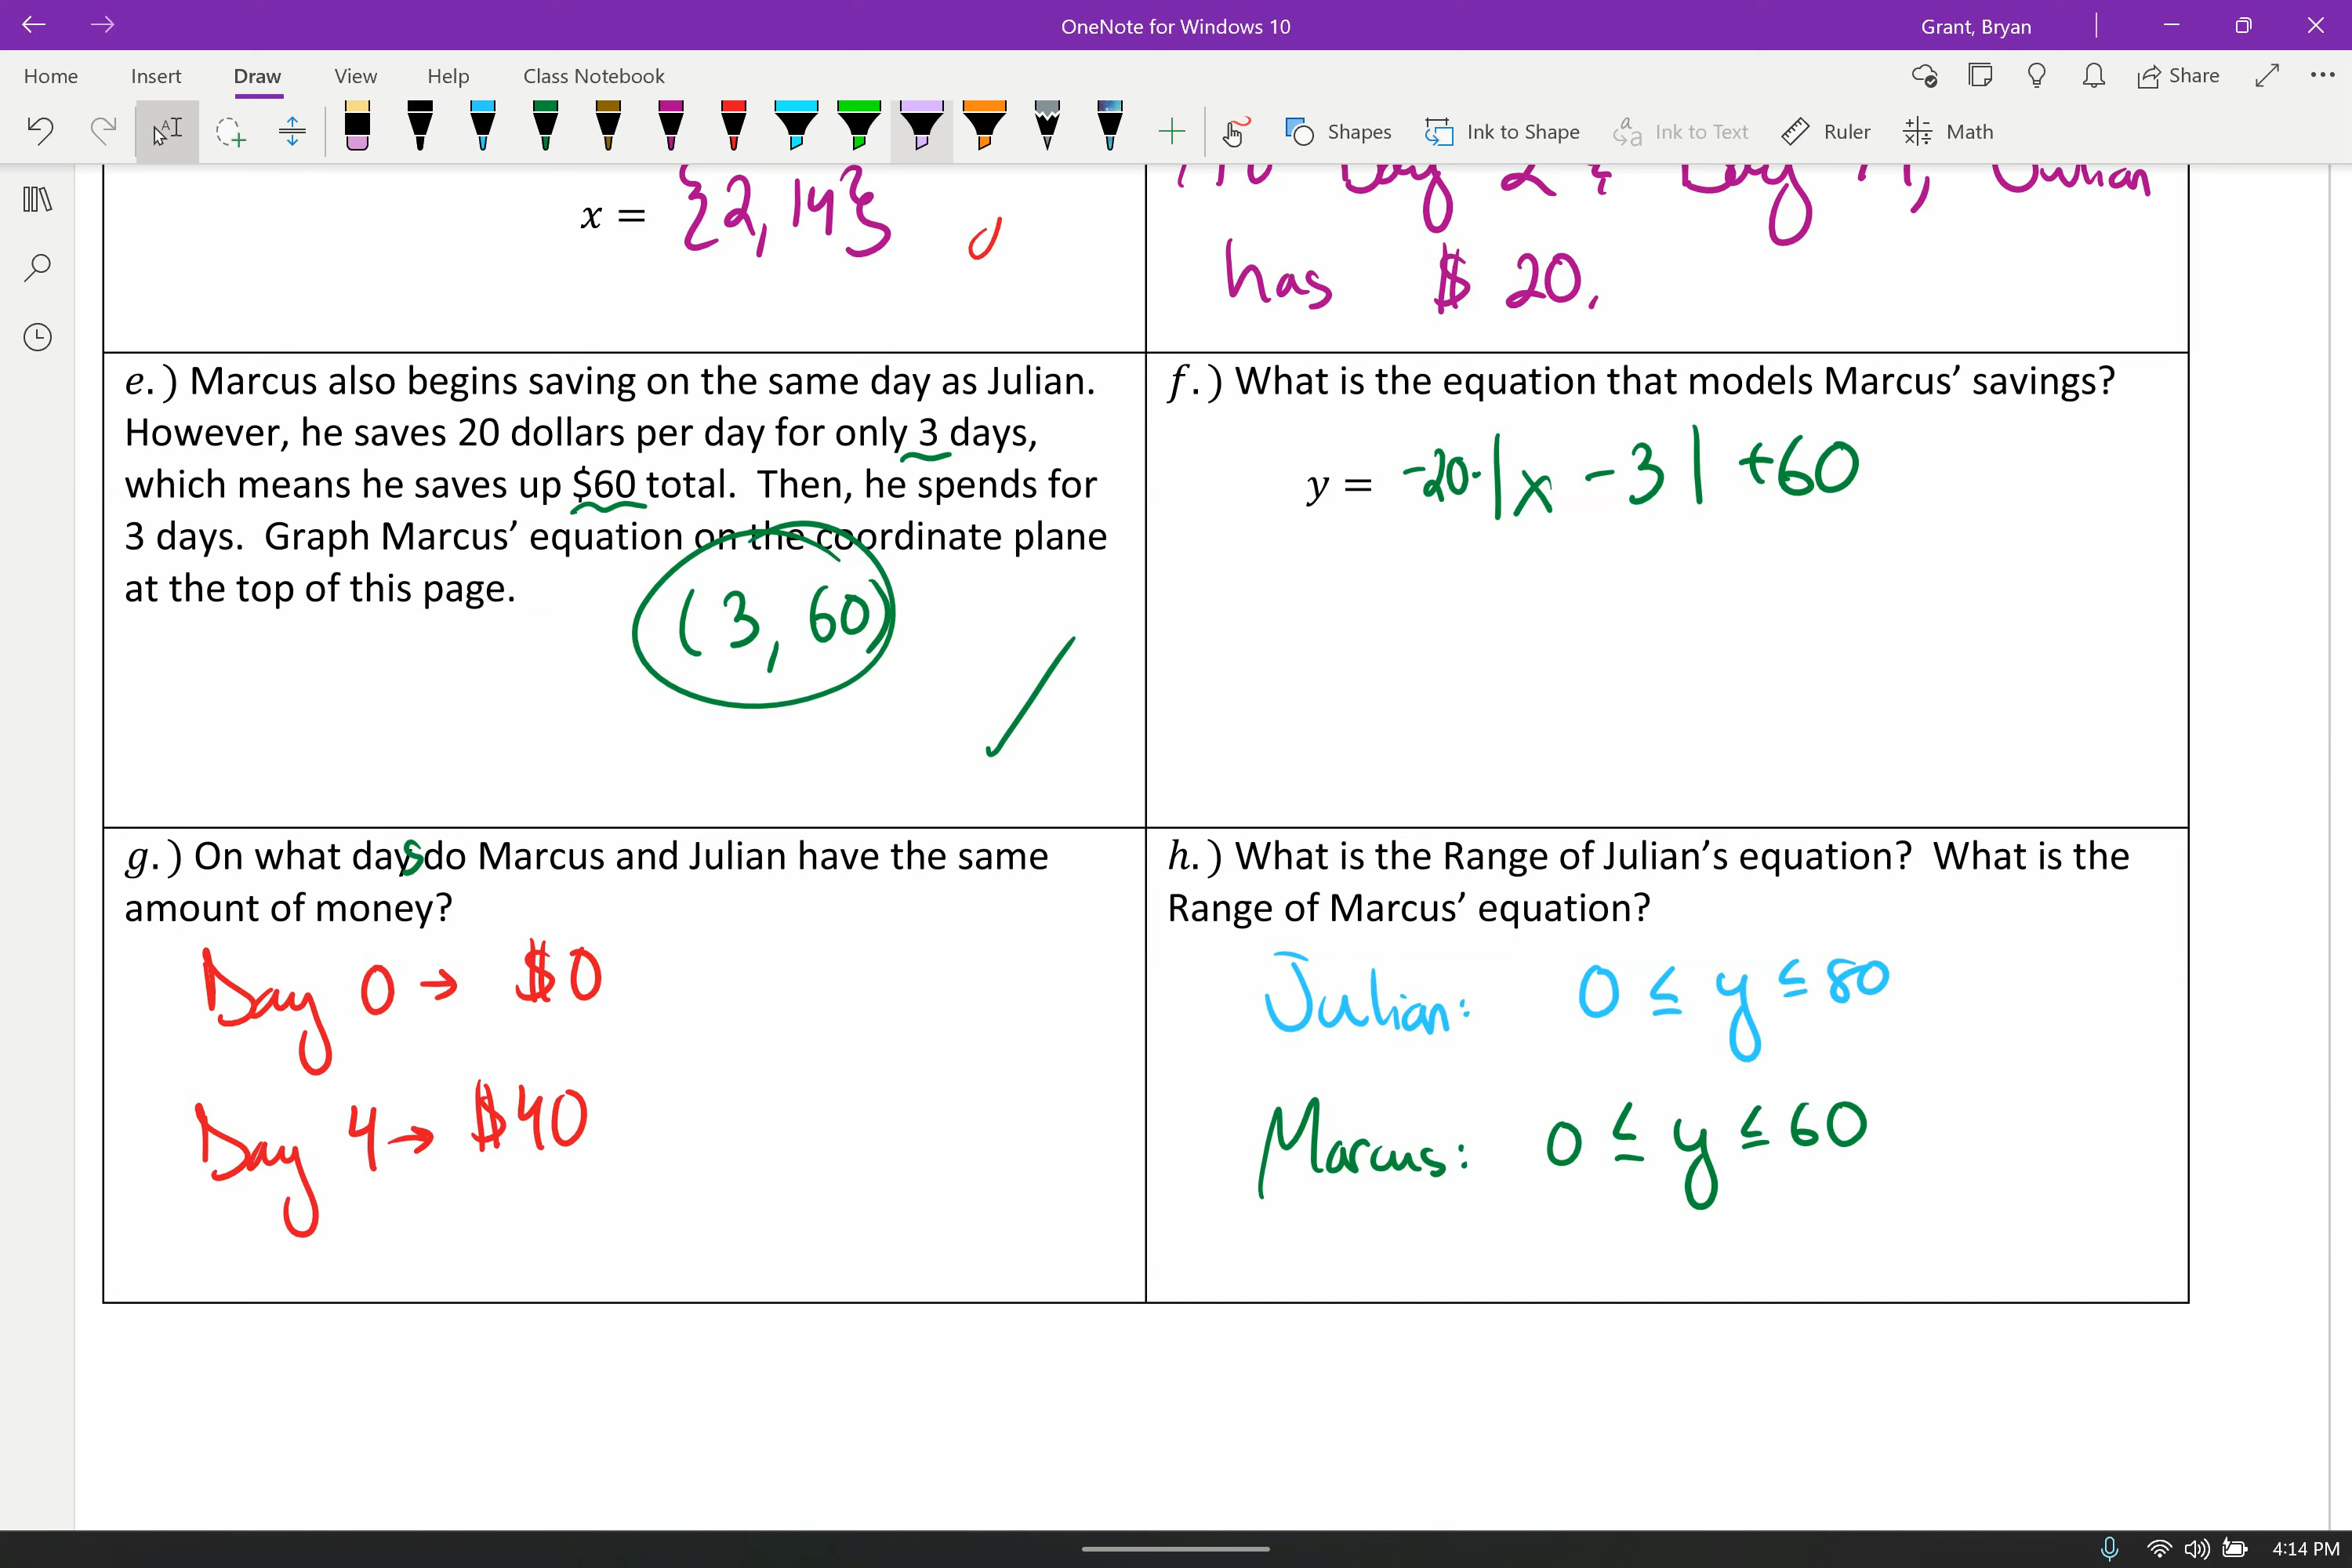 OneNote for Windows 10
Grant, Bryan
Home Insert Draw View Help Class Notebook
Share
Shapes Ink to Shape Ink to Text Ruler Math
x = {2, 14}
Day 2 & Day 14, Julian
has $ 20.
e.) Marcus also begins saving on the same day as Julian.
However, he saves 20 dollars per day for only 3 days,
which means he saves up $60 total. Then, he spends for
3 days. Graph Marcus’ equation on the coordinate plane
at the top of this page.
(3, 60)
f.) What is the equation that models Marcus’ savings?
y = -20·|x - 3| +60
g.) On what days do Marcus and Julian have the same
amount of money?
Day 0 → $0
Day 4 → $40
h.) What is the Range of Julian’s equation? What is the
Range of Marcus’ equation?
Julian: 0 ≤ y ≤ 80
Marcus: 0 ≤ y ≤ 60
4:14 PM